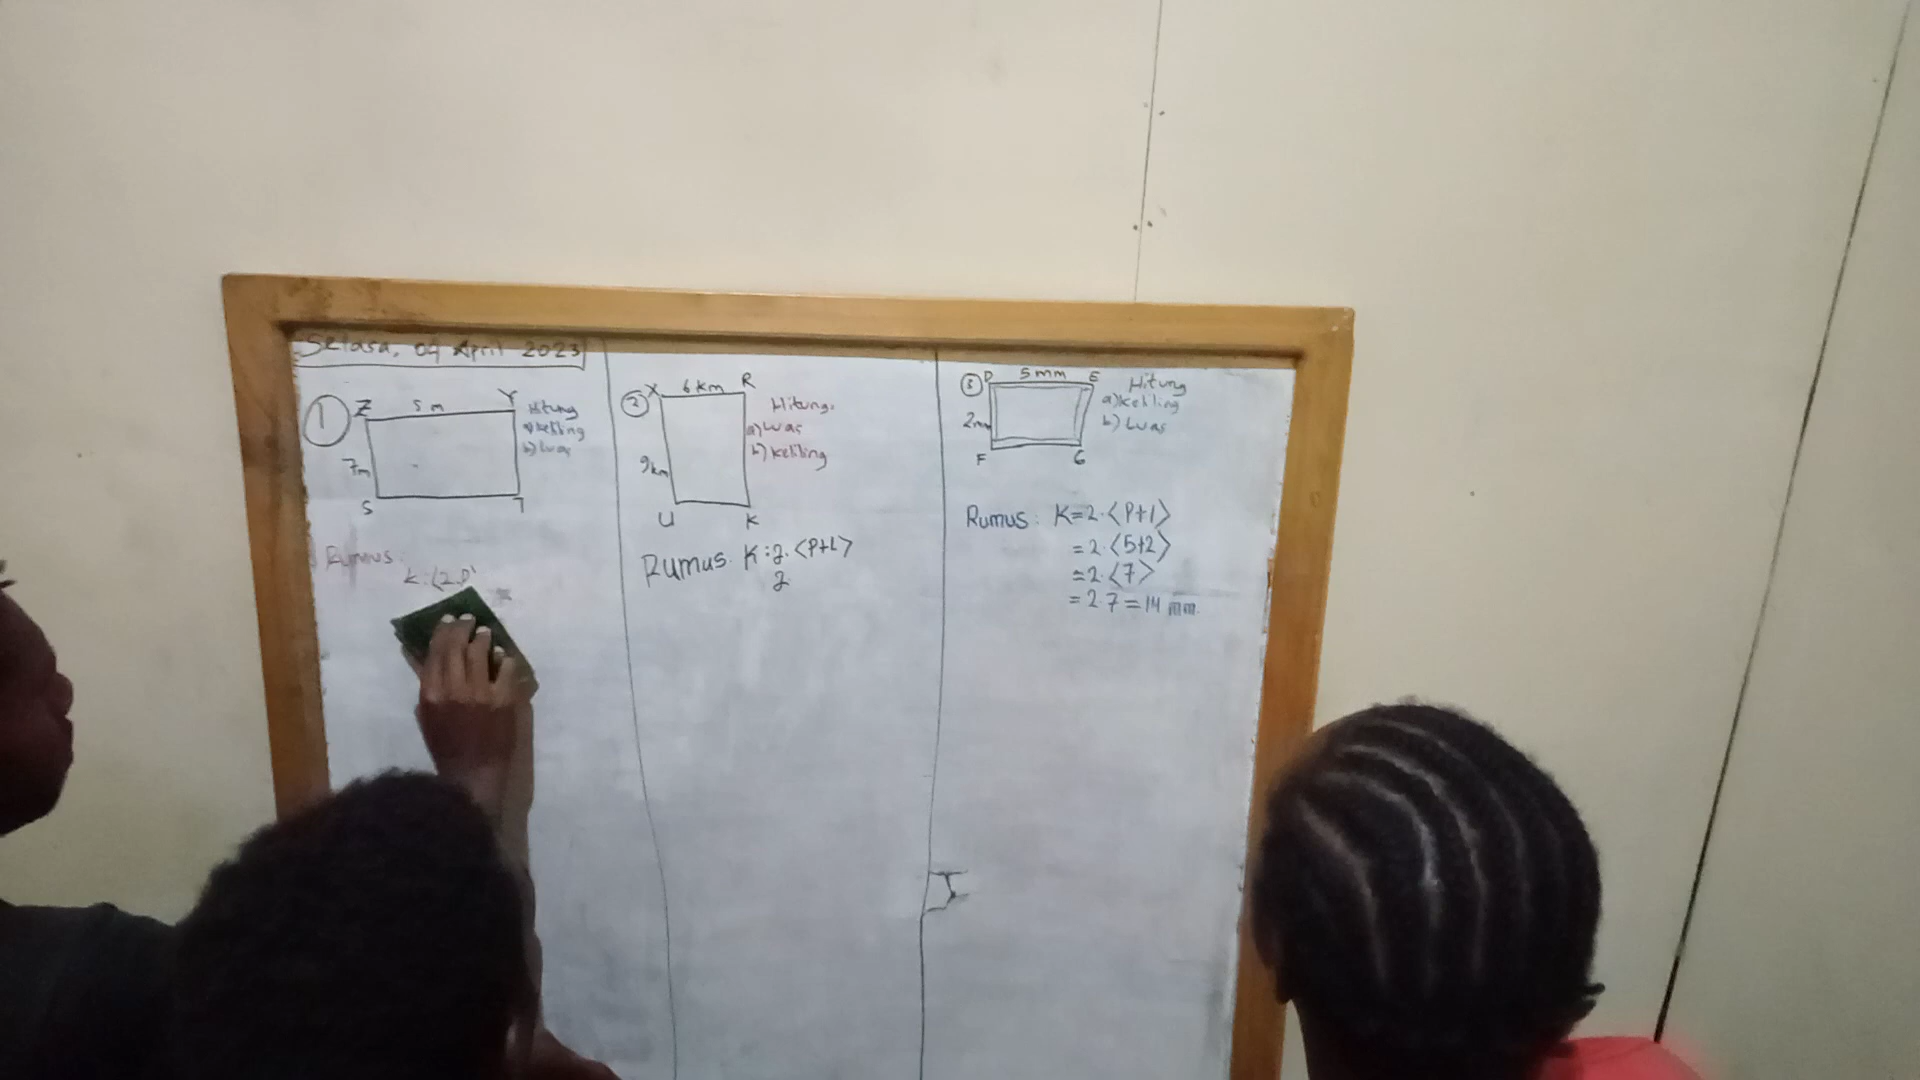 Selasa, 04 April 2023
1
Z 5 m Y
7m
S T
Hitung
a) keliling
b) Luas
Rumus:
K:(2.P
2
X 6 km R
9km
U K
Hitung.
a) Luas
b) keliling
Rumus. K:2.<P+L>
2.
3
D 5 mm E
2mm
F G
Hitung
a) keliling
b) Luas
Rumus: K=2.<P+l>
=2.<5+2>
=2.<7>
=2.7=14 mm.